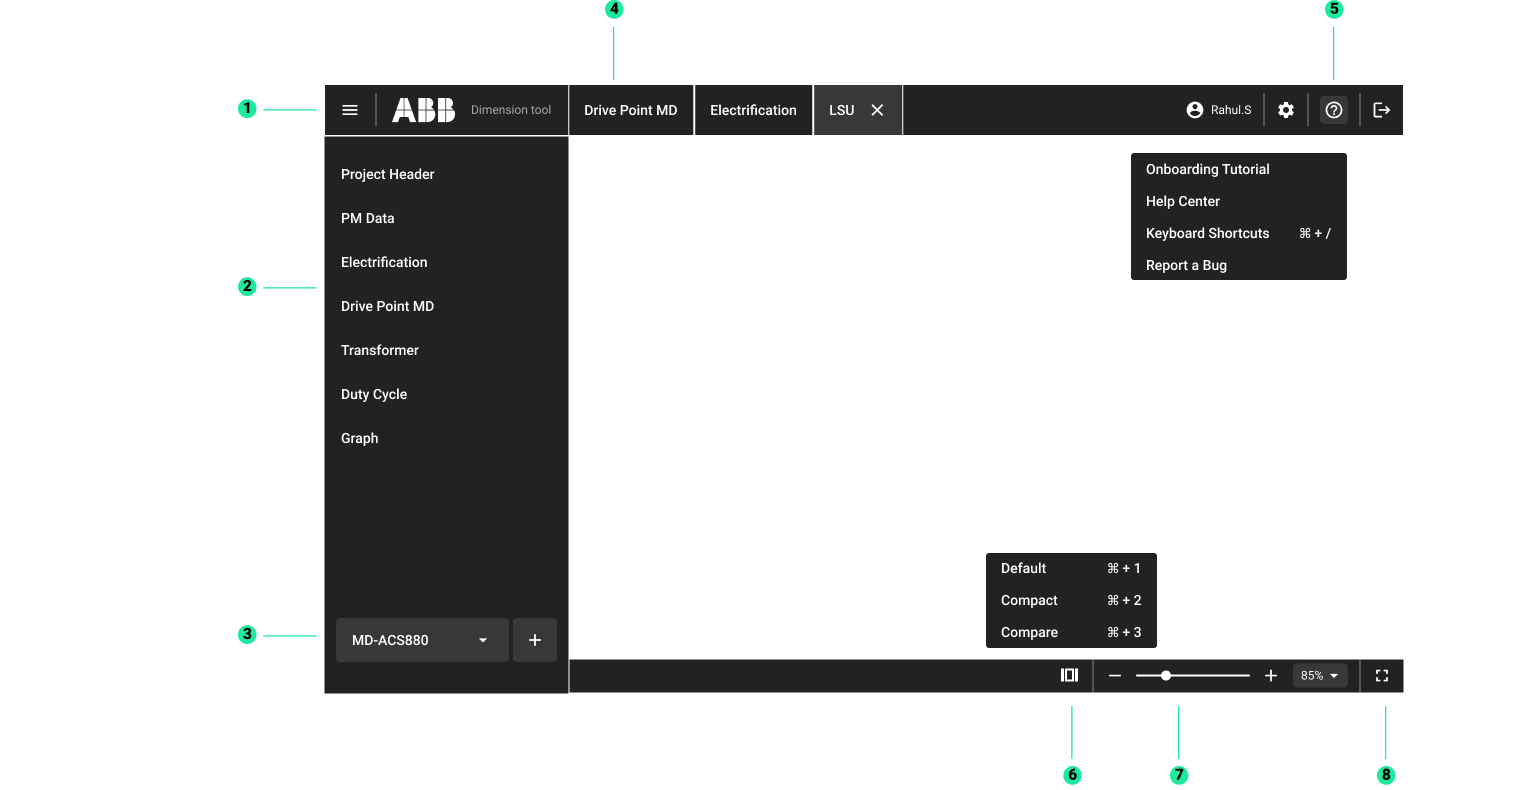 4
5
1
ABB
Dimension tool
Drive Point MD
Electrification
LSU
Rahul.S
Project Header
PM Data
Electrification
Drive Point MD
Transformer
Duty Cycle
Graph
2
Onboarding Tutorial
Help Center
Keyboard Shortcuts ⌘ + /
Report a Bug
3
MD-ACS880
Default ⌘ + 1
Compact ⌘ + 2
Compare ⌘ + 3
85%
6
7
8